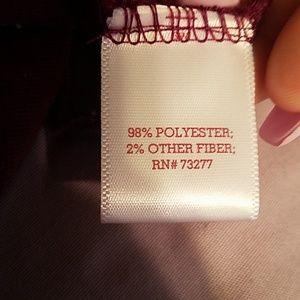 98% POLYESTER;
2% OTHER FIBER;
RN# 73277